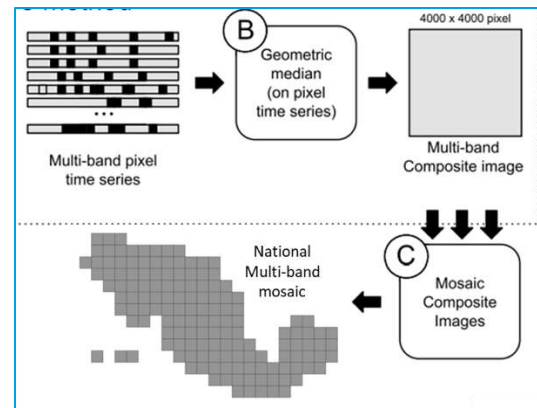 B
Geometric
median
(on pixel
time series)
4000 x 4000 pixel
...
Multi-band pixel
time series
Multi-band
Composite image
National
Multi-band
mosaic
C
Mosaic
Composite
Images